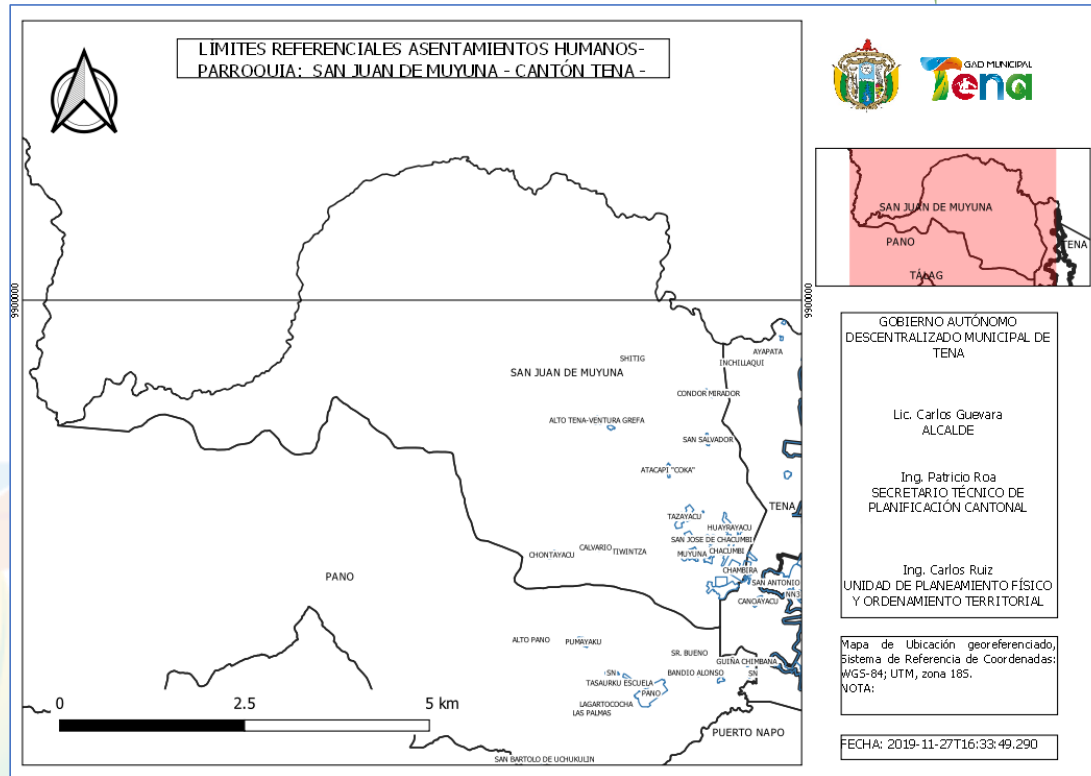 LÍMITES REFERENCIALES ASENTAMIENTOS HUMANOS-
PARROQUIA: SAN JUAN DE MUYUNA - CANTÓN TENA -
GAD MUNICIPAL
Tena
SAN JUAN DE MUYUNA
PANO
TENA
TÁLAG
9900000
9900000
AYAPATA
SHITIG
INCHILLAQUI
SAN JUAN DE MUYUNA
CONDOR MIRADOR
ALTO TENA-VENTURA GREFA
SAN SALVADOR
ATACAPI "COKA"
TENA
TAZAYACU
HUAYRAYACU
SAN JOSE DE CHACUMBI
CALVARIO
TIWINTZA
CHONTAYACU
MUYUNA
CHACUMBI
CHAMBIRA
PANO
SAN ANTONIO
NN3
CANOAYACU
ALTO PANO
PUMAYAKU
SR. BUENO
GUIÑA CHIMBANA
SN
BANDIO ALONSO
SN
TASAURKU ESCUELA
PANO
LAGARTOCOCHA
LAS PALMAS
PUERTO NAPO
SAN BARTOLO DE UCHUKULIN
0 2.5 5 km
GOBIERNO AUTÓNOMO
DESCENTRALIZADO MUNICIPAL DE
TENA
Lic. Carlos Guevara
ALCALDE
Ing. Patricio Roa
SECRETARIO TÉCNICO DE
PLANIFICACIÓN CANTONAL
Ing. Carlos Ruiz
UNIDAD DE PLANEAMIENTO FÍSICO
Y ORDENAMIENTO TERRITORIAL
Mapa de Ubicación georeferenciado,
Sistema de Referencia de Coordenadas:
WGS-84; UTM, zona 18S.
NOTA:
FECHA: 2019-11-27T16:33:49.290